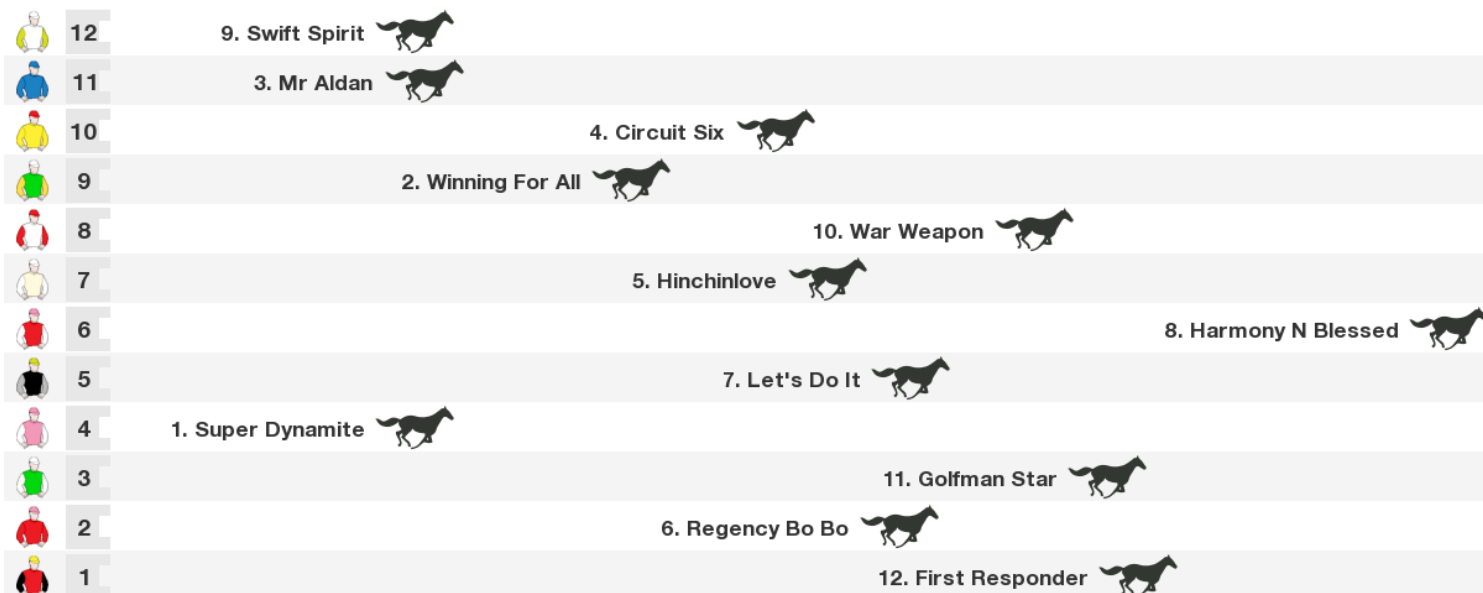 12 9. Swift Spirit
11 3. Mr Aldan
10 4. Circuit Six
9 2. Winning For All
8 10. War Weapon
7 5. Hinchinlove
6 8. Harmony N Blessed
5 7. Let's Do It
4 1. Super Dynamite
3 11. Golfman Star
2 6. Regency Bo Bo
1 12. First Responder